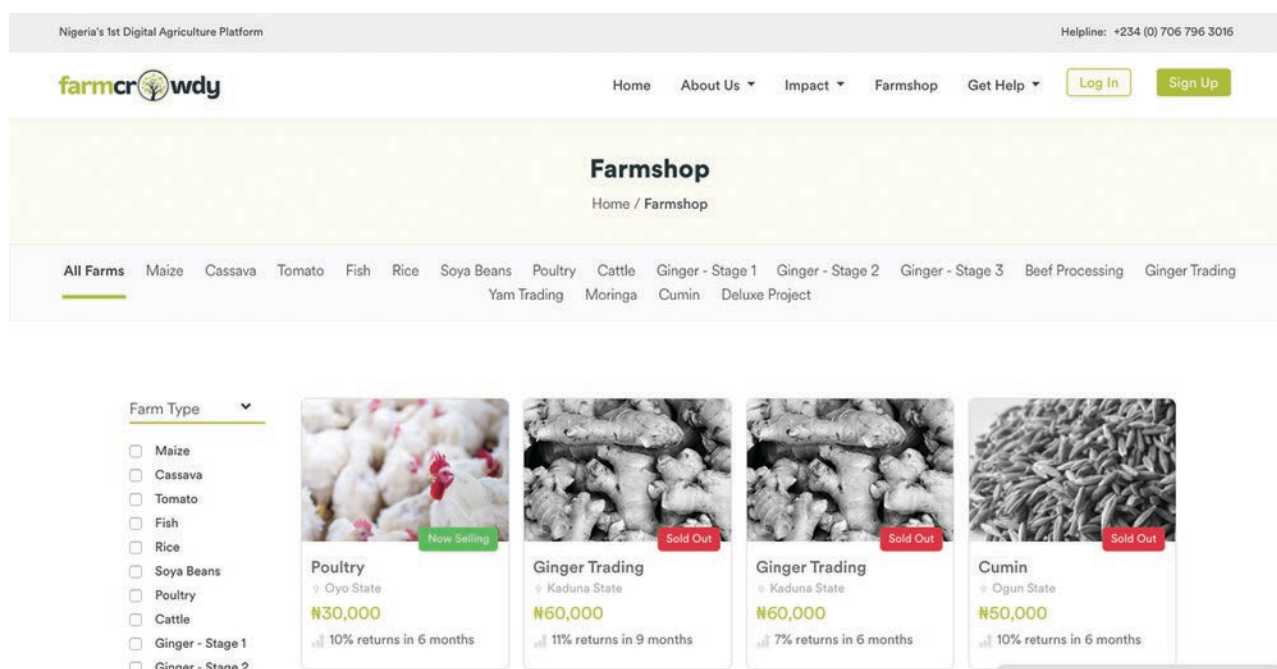 Nigeria's 1st Digital Agriculture Platform
Helpline: +234 (0) 706 796 3016
farmcrowdy
Home About Us Impact Farmshop Get Help Log In Sign Up
Farmshop
Home / Farmshop
All Farms Maize Cassava Tomato Fish Rice Soya Beans Poultry Cattle Ginger - Stage 1 Ginger - Stage 2 Ginger - Stage 3 Beef Processing Ginger Trading
Yam Trading Moringa Cumin Deluxe Project
Farm Type
Maize
Cassava
Tomato
Fish
Rice
Soya Beans
Poultry
Cattle
Ginger - Stage 1
Ginger - Stage 2
Now Selling
Poultry
Oyo State
₦30,000
10% returns in 6 months
Sold Out
Ginger Trading
Kaduna State
₦60,000
11% returns in 9 months
Sold Out
Ginger Trading
Kaduna State
₦60,000
7% returns in 6 months
Sold Out
Cumin
Ogun State
₦50,000
10% returns in 6 months